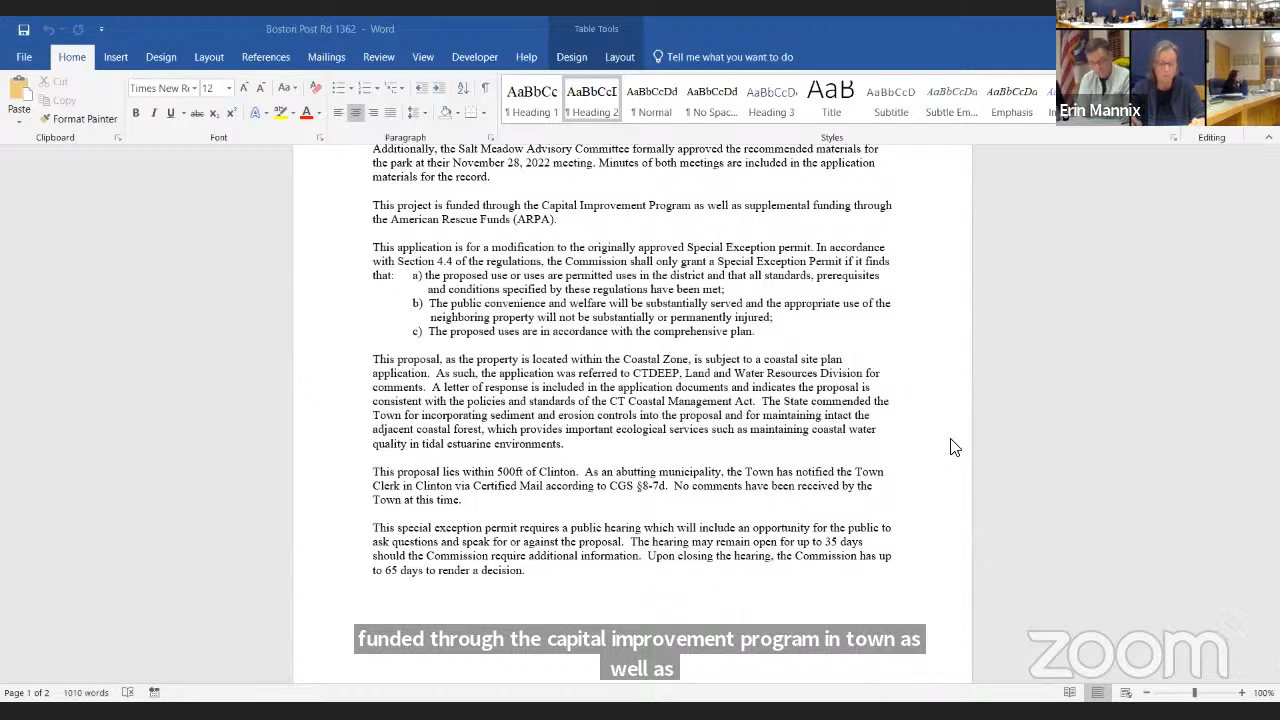 Boston Post Rd 1362 - Word
Table Tools
File Home Insert Design Layout References Mailings Review View Developer Help Design Layout Tell me what you want to do
Erin Mannix
Paste
Cut
Copy
Format Painter
Times New Ro 12
AaBbCc AaBbCcI AaBbCcDd AaBbCcDd AaBbCcD AaB AaBbCcD AaBbCcDd AaBbCcDd
¶ Heading 1 ¶ Heading 2 ¶ Normal ¶ No Spac... Heading 3 Title Subtitle Subtle Em... Emphasis
Clipboard Font Paragraph Styles Editing
Additionally, the Salt Meadow Advisory Committee formally approved the recommended materials for
the park at their November 28, 2022 meeting. Minutes of both meetings are included in the application
materials for the record.
This project is funded through the Capital Improvement Program as well as supplemental funding through
the American Rescue Funds (ARPA).
This application is for a modification to the originally approved Special Exception permit. In accordance
with Section 4.4 of the regulations, the Commission shall only grant a Special Exception Permit if it finds
that: a) the proposed use or uses are permitted uses in the district and that all standards, prerequisites
and conditions specified by these regulations have been met;
b) The public convenience and welfare will be substantially served and the appropriate use of the
neighboring property will not be substantially or permanently injured;
c) The proposed uses are in accordance with the comprehensive plan.
This proposal, as the property is located within the Coastal Zone, is subject to a coastal site plan
application. As such, the application was referred to CTDEEP, Land and Water Resources Division for
comments. A letter of response is included in the application documents and indicates the proposal is
consistent with the policies and standards of the CT Coastal Management Act. The State commended the
Town for incorporating sediment and erosion controls into the proposal and for maintaining intact the
adjacent coastal forest, which provides important ecological services such as maintaining coastal water
quality in tidal estuarine environments.
This proposal lies within 500ft of Clinton. As an abutting municipality, the Town has notified the Town
Clerk in Clinton via Certified Mail according to CGS §8-7d. No comments have been received by the
Town at this time.
This special exception permit requires a public hearing which will include an opportunity for the public to
ask questions and speak for or against the proposal. The hearing may remain open for up to 35 days
should the Commission require additional information. Upon closing the hearing, the Commission has up
to 65 days to render a decision.
funded through the capital improvement program in town as
well as
zoom
Page 1 of 2 1010 words 100%